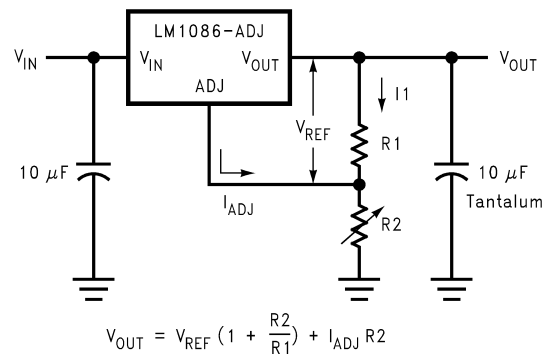 LM1086-ADJ
V_IN
V_IN
V_OUT
V_OUT
ADJ
I1
V_REF
R1
10 μF
10 μF
Tantalum
I_ADJ
R2
V_OUT = V_REF (1 + R2/R1) + I_ADJ R2